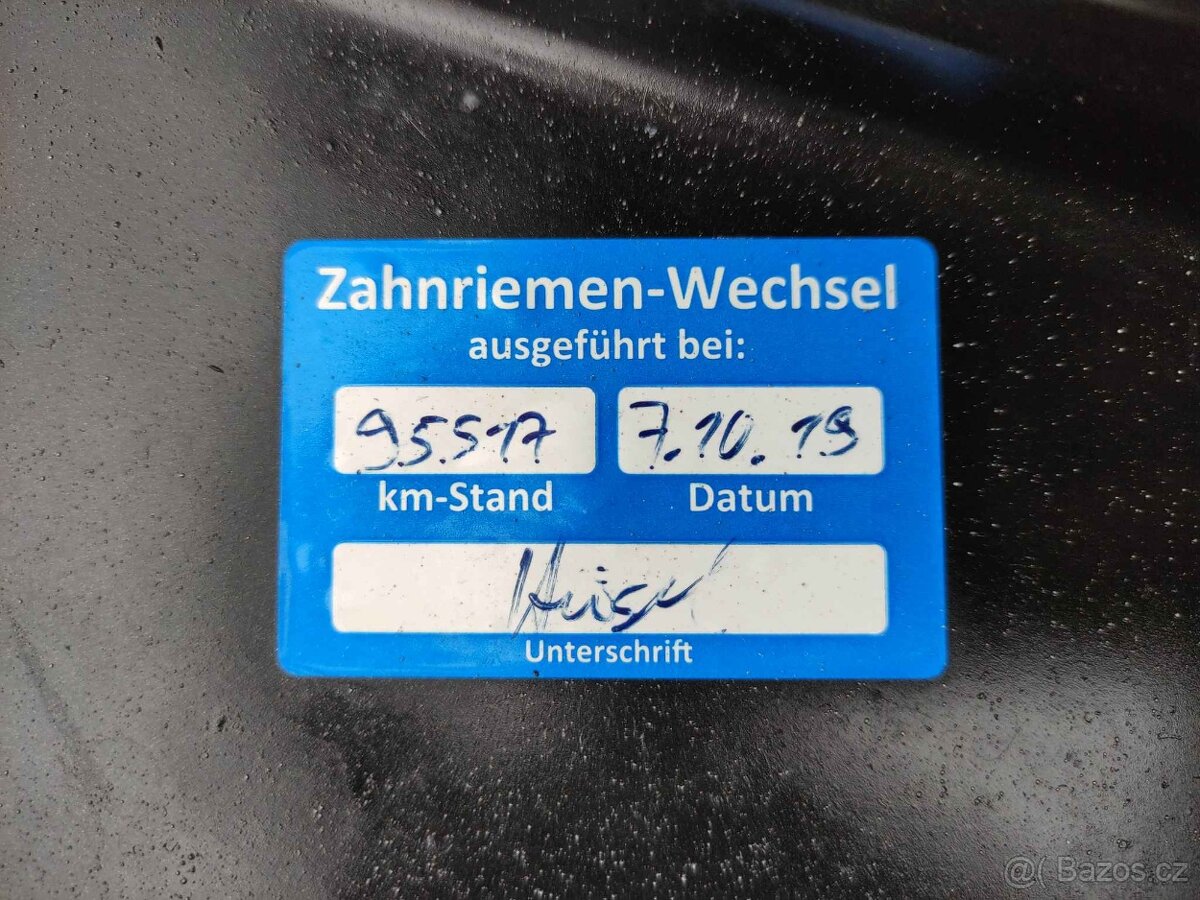 Zahnriemen-Wechsel
ausgeführt bei:
95517 7.10.19
km-Stand Datum
Unterschrift
@( Bazos.cz